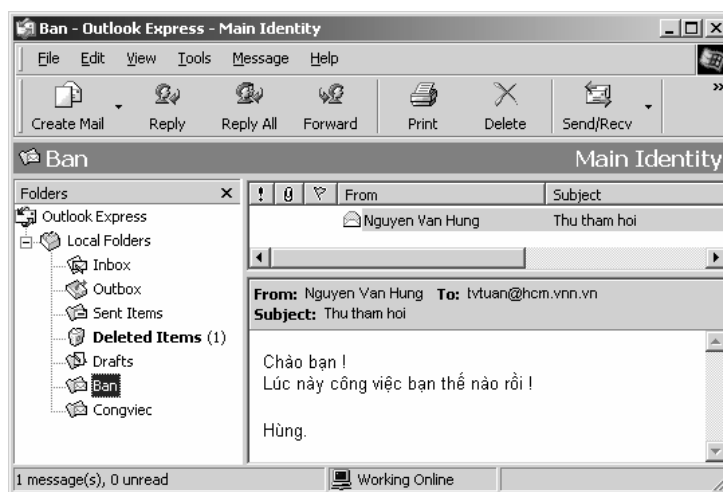 Ban - Outlook Express - Main Identity
File Edit View Tools Message Help
Create Mail Reply Reply All Forward Print Delete Send/Recv »
Ban Main Identity
Folders x ! From Subject
Outlook Express
Nguyen Van Hung Thu tham hoi
Local Folders
Inbox
Outbox
Sent Items
Deleted Items (1)
Drafts
Ban
Congviec
From: Nguyen Van Hung To: tvtuan@hcm.vnn.vn
Subject: Thu tham hoi
Chào bạn !
Lúc này công việc bạn thế nào rồi !
Hùng.
1 message(s), 0 unread Working Online